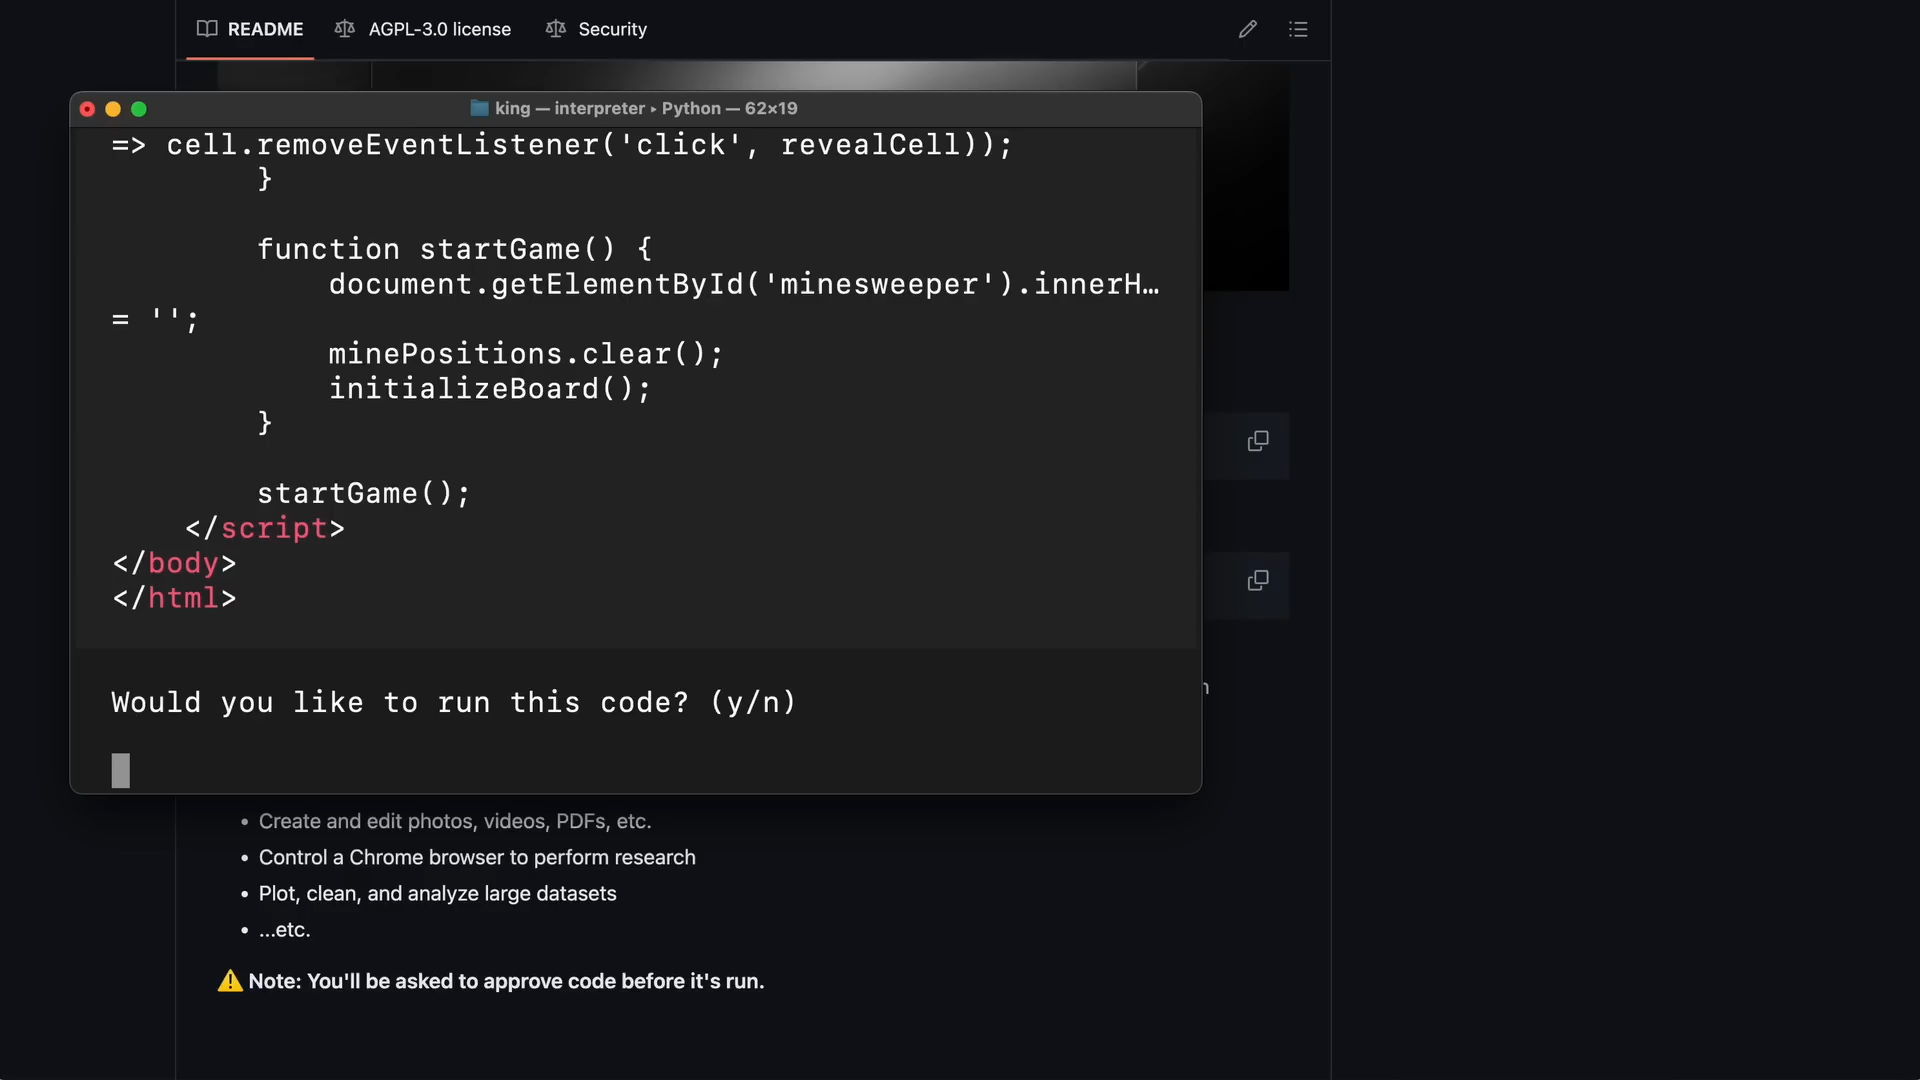 README
AGPL-3.0 license
Security
king — interpreter ▸ Python — 62×19
=> cell.removeEventListener('click', revealCell));
}
function startGame() {
document.getElementById('minesweeper').innerH…
= '';
minePositions.clear();
initializeBoard();
}
startGame();
</script>
</body>
</html>
Would you like to run this code? (y/n)
• Create and edit photos, videos, PDFs, etc.
• Control a Chrome browser to perform research
• Plot, clean, and analyze large datasets
• ...etc.
⚠️ Note: You'll be asked to approve code before it's run.